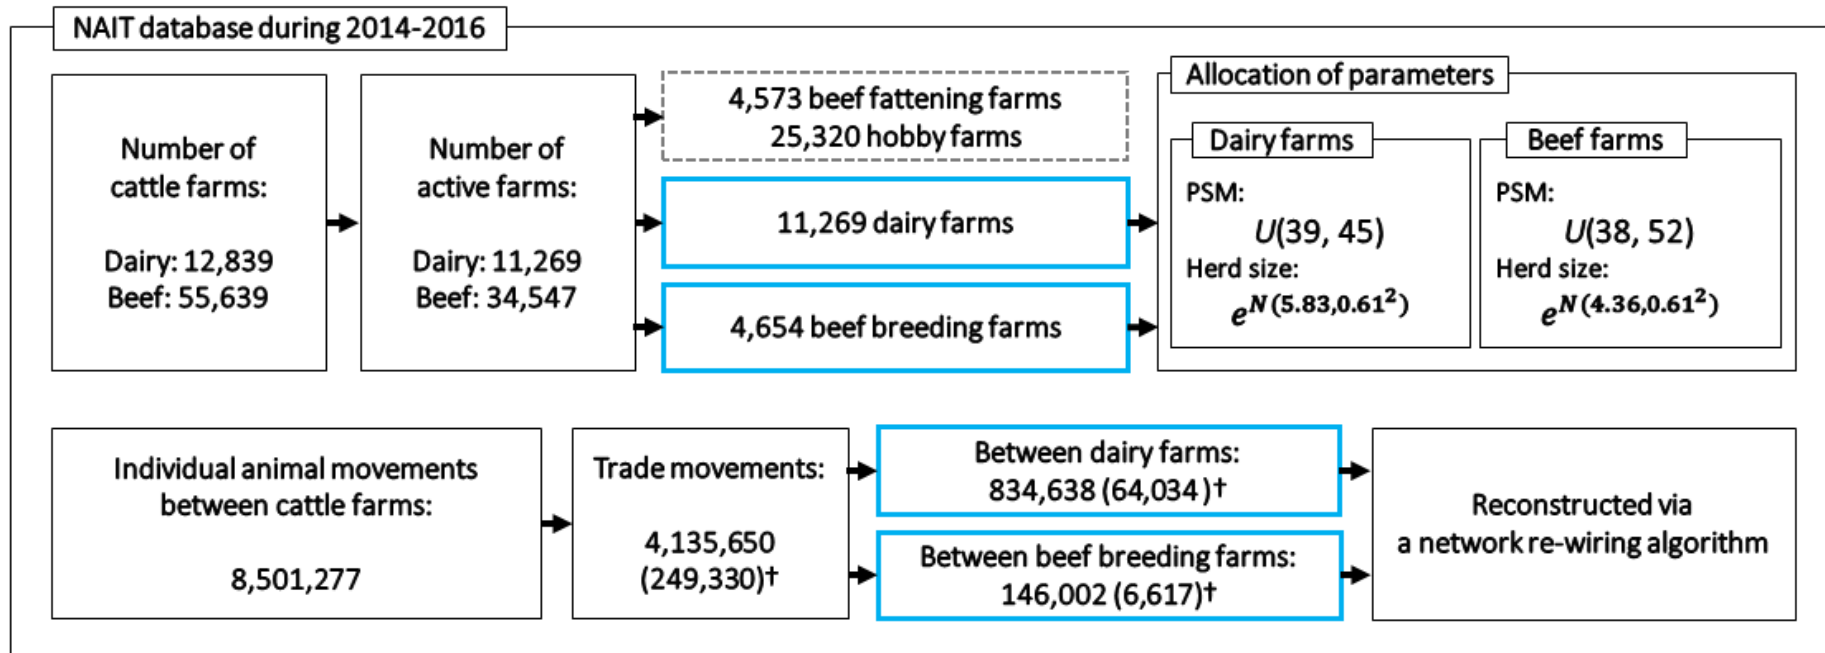 NAIT database during 2014-2016
Number of
cattle farms:
Dairy: 12,839
Beef: 55,639
Number of
active farms:
Dairy: 11,269
Beef: 34,547
4,573 beef fattening farms
25,320 hobby farms
11,269 dairy farms
4,654 beef breeding farms
Allocation of parameters
Dairy farms
PSM:
U(39, 45)
Herd size:
e^N(5.83,0.61²)
Beef farms
PSM:
U(38, 52)
Herd size:
e^N(4.36,0.61²)
Individual animal movements
between cattle farms:
8,501,277
Trade movements:
4,135,650
(249,330)†
Between dairy farms:
834,638 (64,034 )†
Between beef breeding farms:
146,002 (6,617)†
Reconstructed via
a network re-wiring algorithm